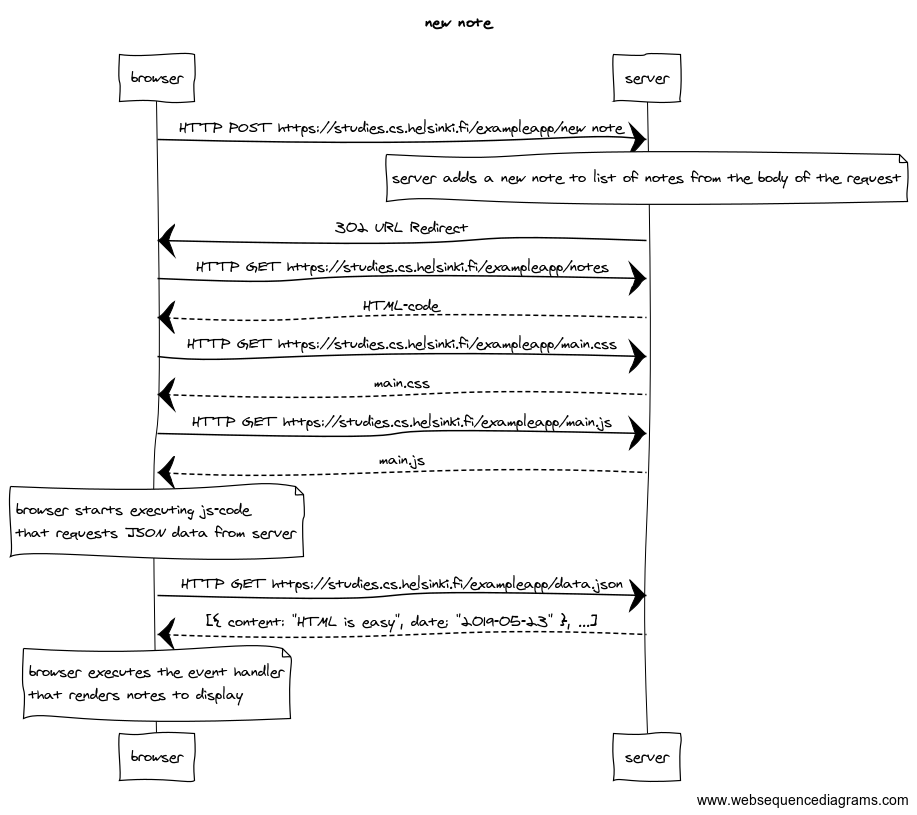 new note
browser
server
HTTP POST https://studies.cs.helsinki.fi/exampleapp/new note
server adds a new note to list of notes from the body of the request
302 URL Redirect
HTTP GET https://studies.cs.helsinki.fi/exampleapp/notes
HTML-code
HTTP GET https://studies.cs.helsinki.fi/exampleapp/main.css
main.css
HTTP GET https://studies.cs.helsinki.fi/exampleapp/main.js
main.js
browser starts executing js-code
that requests JSON data from server
HTTP GET https://studies.cs.helsinki.fi/exampleapp/data.json
[{ content: "HTML is easy", date: "2019-05-23" }, ...]
browser executes the event handler
that renders notes to display
browser
server
www.websequencediagrams.com